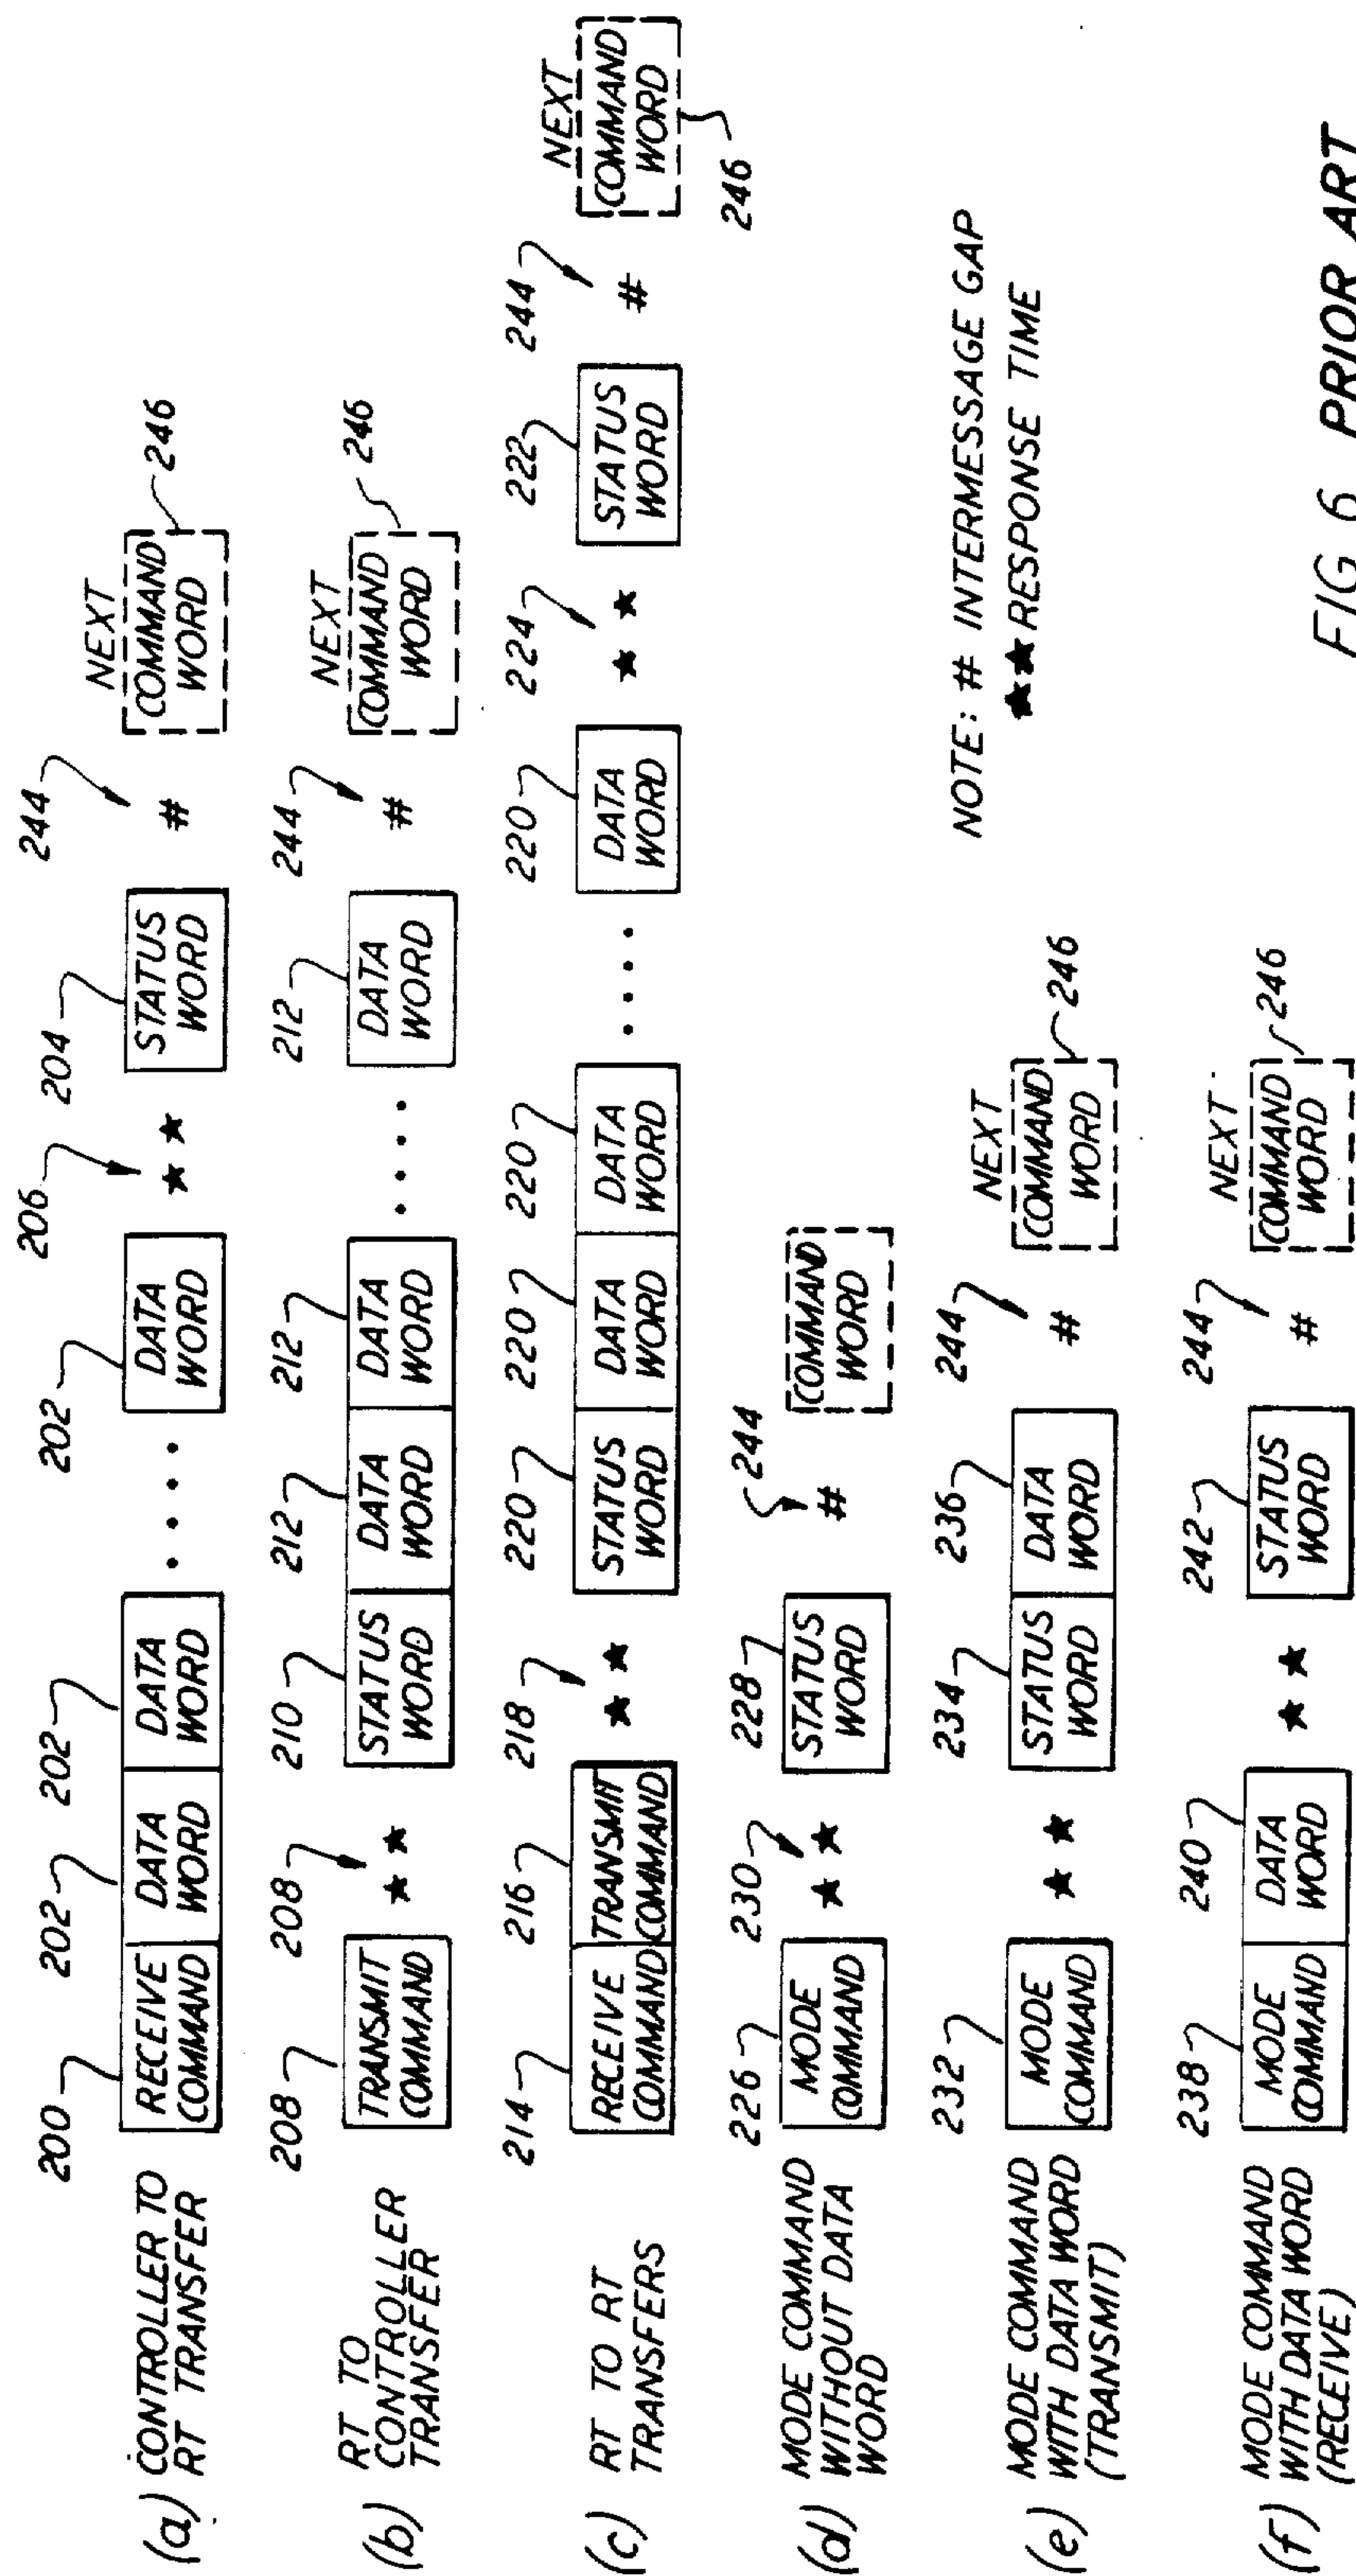 200 202 202 202 206 204 244
NEXT
(a) CONTROLLER TO
RT TRANSFER
RECEIVE
COMMAND
DATA
WORD
DATA
WORD
• • • •
DATA
WORD
★ ★
STATUS
WORD
#
COMMAND
WORD
246
208 208 210 212 212 212 244
NEXT
(b) RT TO
CONTROLLER
TRANSFER
TRANSMIT
COMMAND
★ ★
STATUS
WORD
DATA
WORD
DATA
WORD
• • • •
DATA
WORD
#
COMMAND
WORD
246
214 216 218 220 220 220 220 224 222 244
NEXT
(c) RT TO RT
TRANSFERS
RECEIVE
COMMAND
TRANSMIT
COMMAND
★ ★
STATUS
WORD
DATA
WORD
DATA
WORD
• • • •
DATA
WORD
★ ★
STATUS
WORD
#
COMMAND
WORD
246
226 230 228 244
(d) MODE COMMAND
WITHOUT DATA
WORD
MODE
COMMAND
★ ★
STATUS
WORD
#
COMMAND
WORD
232 234 236 244
NEXT
(e) MODE COMMAND
WITH DATA WORD
(TRANSMIT)
MODE
COMMAND
★ ★
STATUS
WORD
DATA
WORD
#
COMMAND
WORD
246
238 240 242 244
NEXT
(f) MODE COMMAND
WITH DATA WORD
(RECEIVE)
MODE
COMMAND
DATA
WORD
★ ★
STATUS
WORD
#
COMMAND
WORD
246
NOTE: # INTERMESSAGE GAP
★★ RESPONSE TIME
FIG 6 PRIOR ART